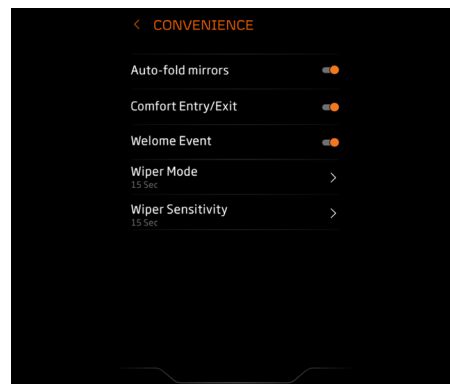 CONVENIENCE
Auto-fold mirrors
Comfort Entry/Exit
Welome Event
Wiper Mode
15 Sec
Wiper Sensitivity
15 Sec